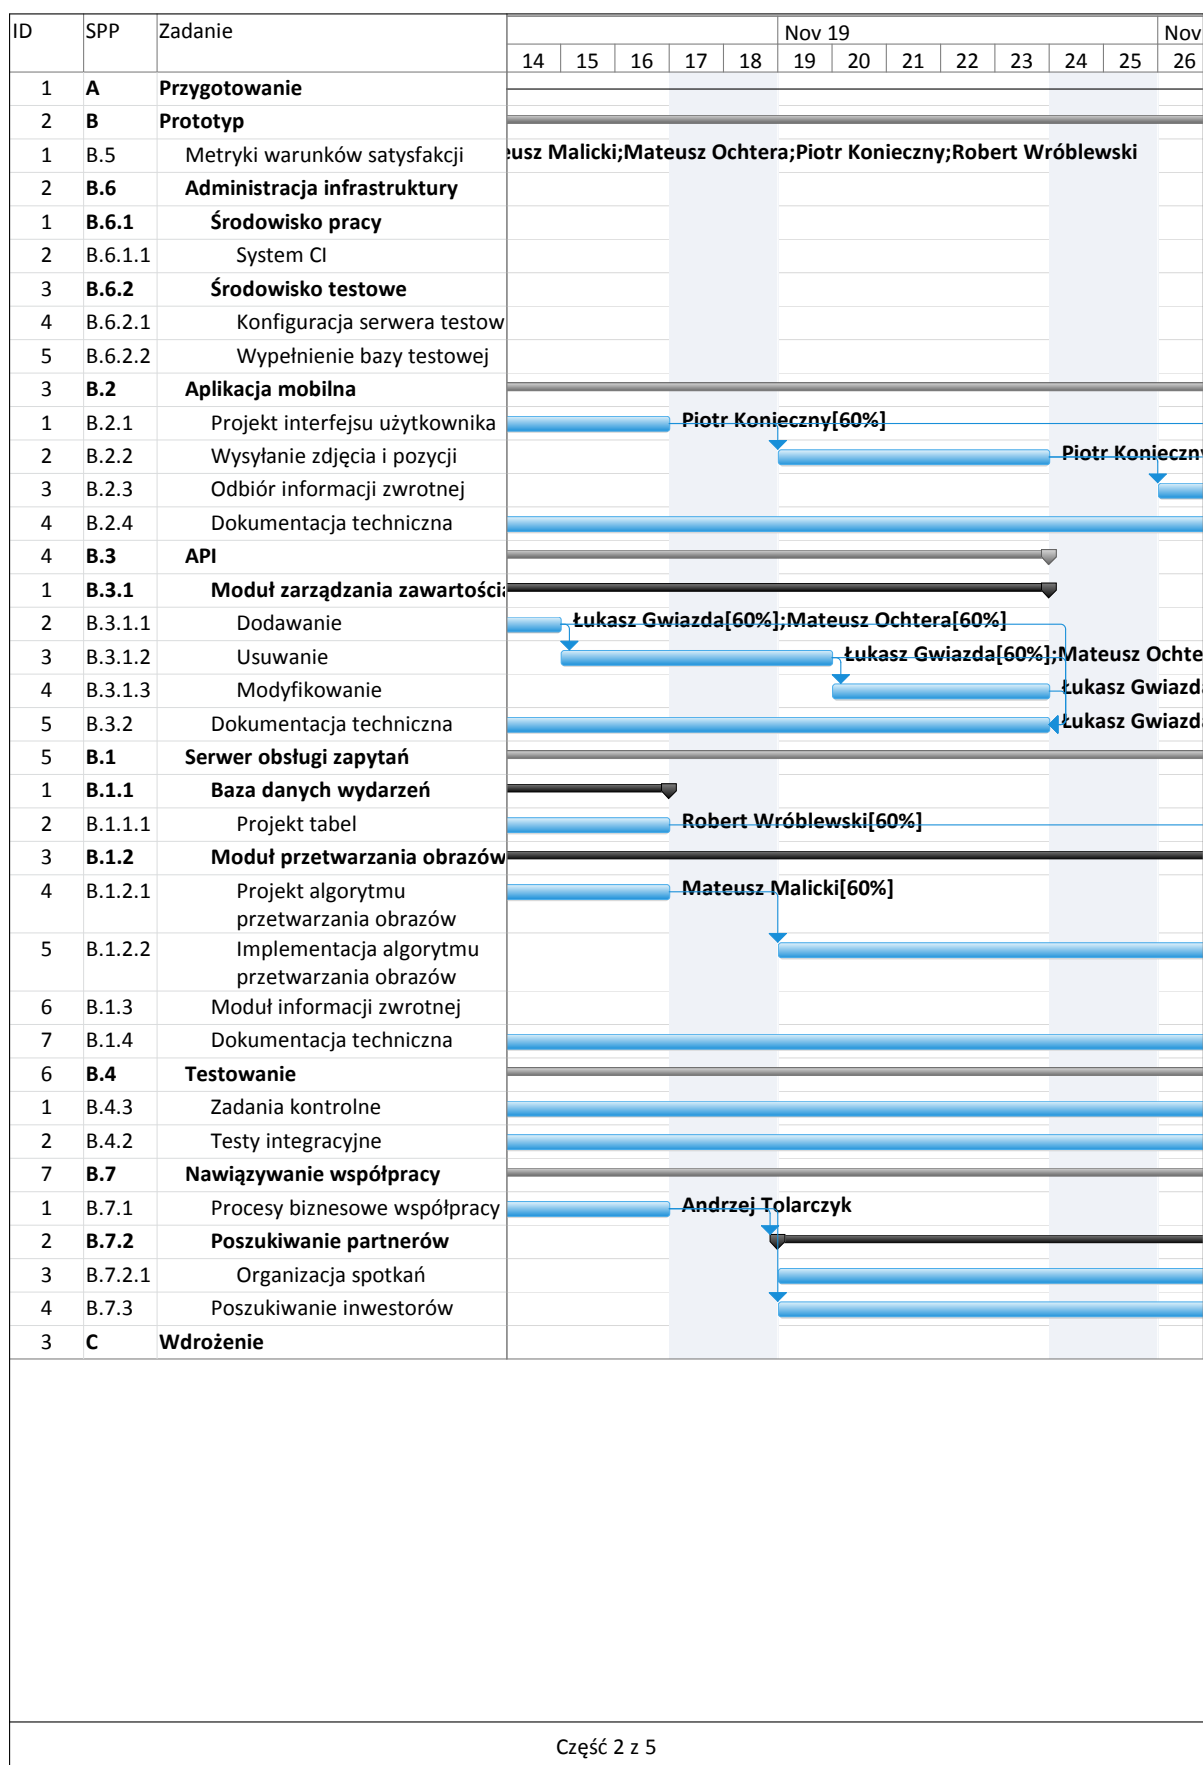 ID SPP Zadanie Nov 19 Nov
14 15 16 17 18 19 20 21 22 23 24 25 26
1 A Przygotowanie
2 B Prototyp
1 B.5 Metryki warunków satysfakcji eusz Malicki;Mateusz Ochtera;Piotr Konieczny;Robert Wróblewski
2 B.6 Administracja infrastruktury
1 B.6.1 Środowisko pracy
2 B.6.1.1 System CI
3 B.6.2 Środowisko testowe
4 B.6.2.1 Konfiguracja serwera testow
5 B.6.2.2 Wypełnienie bazy testowej
3 B.2 Aplikacja mobilna
1 B.2.1 Projekt interfejsu użytkownika Piotr Konieczny[60%]
2 B.2.2 Wysyłanie zdjęcia i pozycji Piotr Konieczny
3 B.2.3 Odbiór informacji zwrotnej
4 B.2.4 Dokumentacja techniczna
4 B.3 API
1 B.3.1 Moduł zarządzania zawartością
2 B.3.1.1 Dodawanie Łukasz Gwiazda[60%];Mateusz Ochtera[60%]
3 B.3.1.2 Usuwanie Łukasz Gwiazda[60%];Mateusz Ochte
4 B.3.1.3 Modyfikowanie Łukasz Gwiazda
5 B.3.2 Dokumentacja techniczna Łukasz Gwiazda
5 B.1 Serwer obsługi zapytań
1 B.1.1 Baza danych wydarzeń
2 B.1.1.1 Projekt tabel Robert Wróblewski[60%]
3 B.1.2 Moduł przetwarzania obrazów
4 B.1.2.1 Projekt algorytmu Mateusz Malicki[60%]
przetwarzania obrazów
5 B.1.2.2 Implementacja algorytmu
przetwarzania obrazów
6 B.1.3 Moduł informacji zwrotnej
7 B.1.4 Dokumentacja techniczna
6 B.4 Testowanie
1 B.4.3 Zadania kontrolne
2 B.4.2 Testy integracyjne
7 B.7 Nawiązywanie współpracy
1 B.7.1 Procesy biznesowe współpracy Andrzej Tolarczyk
2 B.7.2 Poszukiwanie partnerów
3 B.7.2.1 Organizacja spotkań
4 B.7.3 Poszukiwanie inwestorów
3 C Wdrożenie
Część 2 z 5